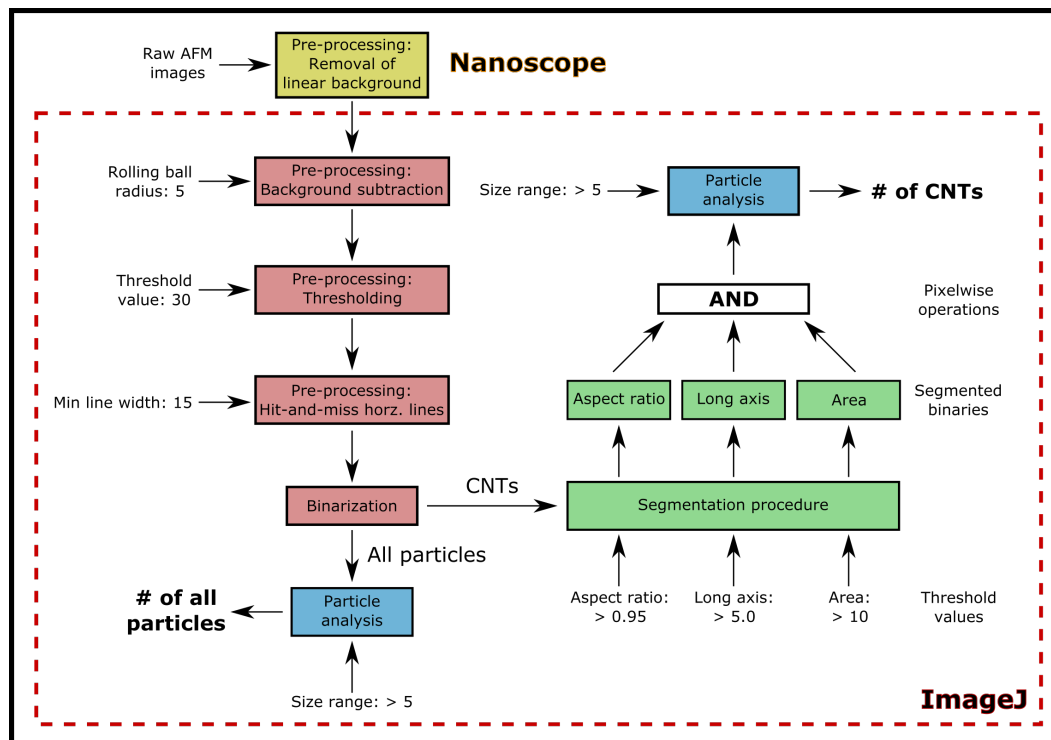 Raw AFM
images
Pre-processing:
Removal of
linear background
Nanoscope
Rolling ball
radius: 5
Pre-processing:
Background subtraction
Threshold
value: 30
Pre-processing:
Thresholding
Min line width: 15
Pre-processing:
Hit-and-miss horz. lines
Binarization
CNTs
All particles
# of all
particles
Particle
analysis
Size range: > 5
Size range: > 5
Particle
analysis
# of CNTs
AND
Pixelwise
operations
Aspect ratio
Long axis
Area
Segmented
binaries
Segmentation procedure
Aspect ratio:
> 0.95
Long axis:
> 5.0
Area:
> 10
Threshold
values
ImageJ